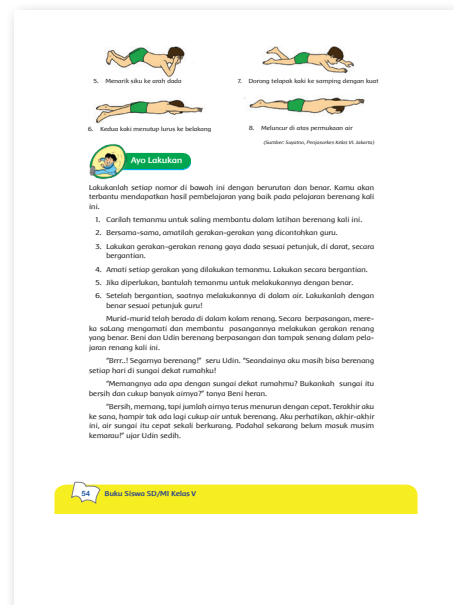 5. Menarik siku ke arah dada
7. Dorong telapak kaki ke samping dengan kuat
6. Kedua kaki menutup lurus ke belakang
8. Meluncur di atas permukaan air
(Sumber: Suyatno, Penjasorkes Kelas VI. Jakarta)
Ayo Lakukan
Lakukanlah setiap nomor di bawah ini dengan berurutan dan benar. Kamu akan
terbantu mendapatkan hasil pembelajaran yang baik pada pelajaran berenang kali
ini.
1. Carilah temanmu untuk saling membantu dalam latihan berenang kali ini.
2. Bersama-sama, amatilah gerakan-gerakan yang dicontohkan guru.
3. Lakukan gerakan-gerakan renang gaya dada sesuai petunjuk, di darat, secara
bergantian.
4. Amati setiap gerakan yang dilakukan temanmu. Lakukan secara bergantian.
5. Jika diperlukan, bantulah temanmu untuk melakukannya dengan benar.
6. Setelah bergantian, saatnya melakukannya di dalam air. Lakukanlah dengan
benar sesuai petunjuk guru!
Murid-murid telah berada di dalam kolam renang. Secara berpasangan, mere-
ka saLang mengamati dan membantu pasangannya melakukan gerakan renang
yang benar. Beni dan Udin berenang berpasangan dan tampak senang dalam pela-
jaran renang kali ini.
"Brrr..! Segarnya berenang!" seru Udin. "Seandainya aku masih bisa berenang
setiap hari di sungai dekat rumahku!
"Memangnya ada apa dengan sungai dekat rumahmu? Bukankah sungai itu
bersih dan cukup banyak airnya?" tanya Beni heran.
"Bersih, memang, tapi jumlah airnya terus menurun dengan cepat. Terakhir aku
ke sana, hampir tak ada lagi cukup air untuk berenang. Aku perhatikan, akhir-akhir
ini, air sungai itu cepat sekali berkurang. Padahal sekarang belum masuk musim
kemarau!" ujar Udin sedih.
54 Buku Siswa SD/MI Kelas V